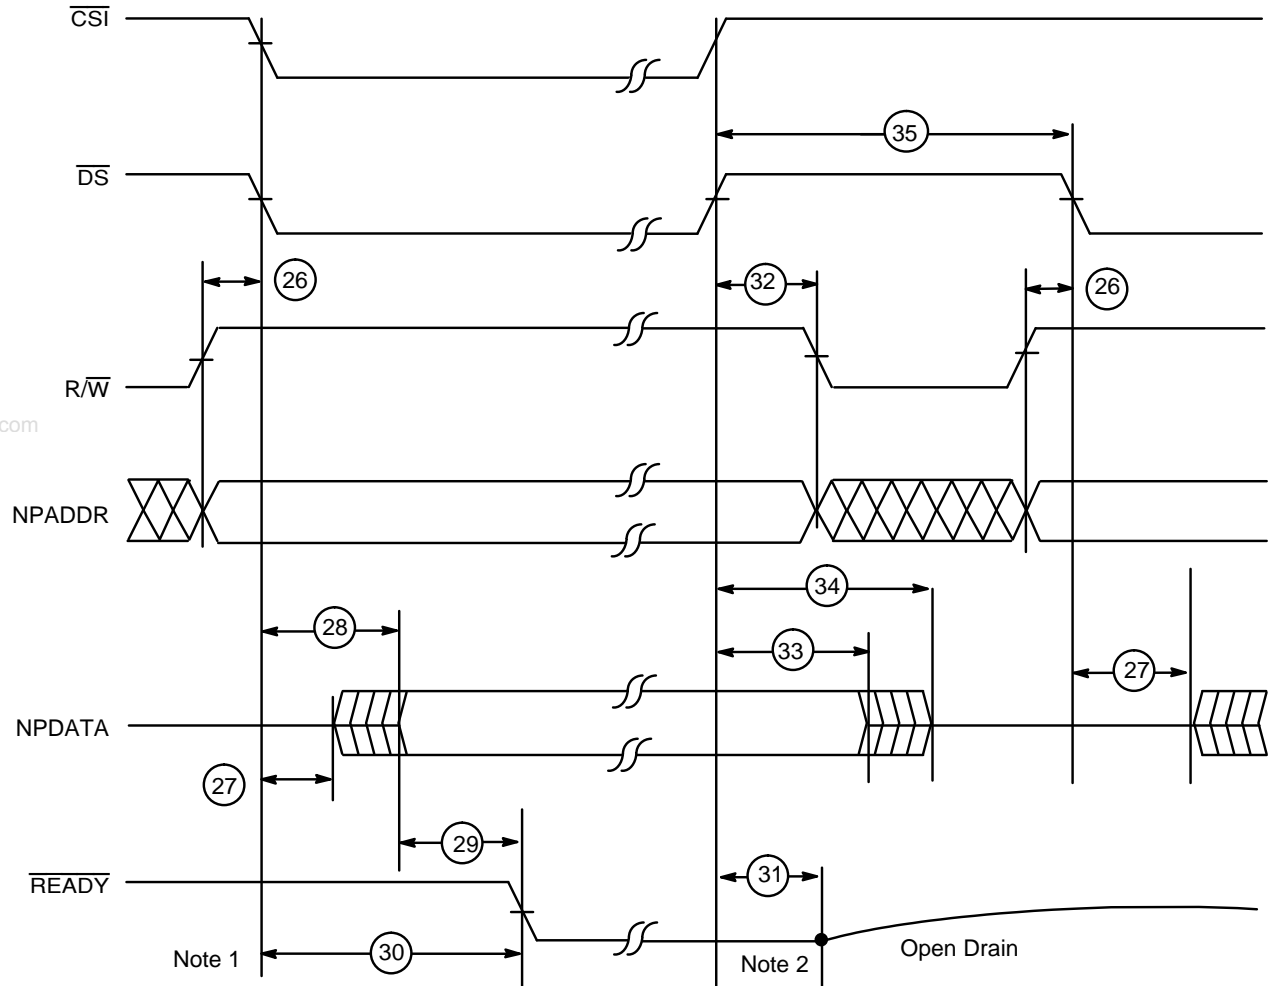 CSI
35
DS
26
32
26
R/W
com
NPADDR
34
28
33
27
NPDATA
27
29
31
READY
Note 1
30
Note 2
Open Drain